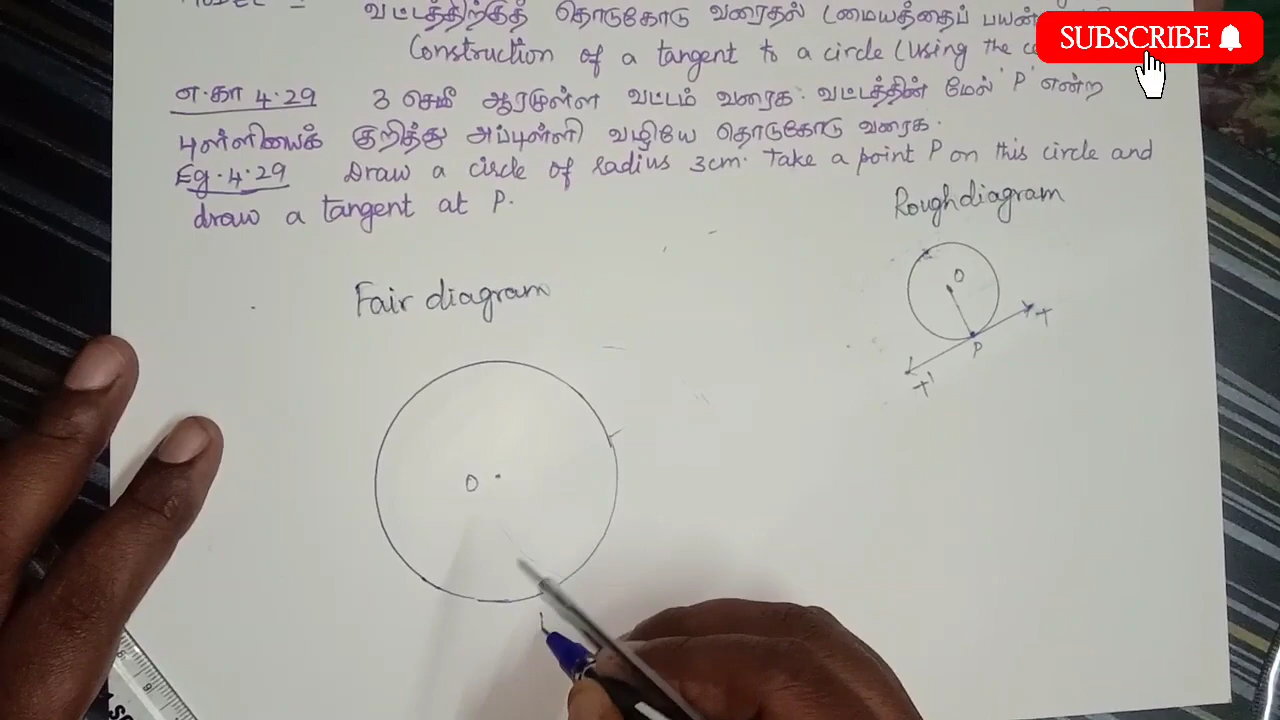 வட்டத்திற்குத் தொடுகோடு வரைதல் (மையத்தைப்
SUBSCRIBE
Construction of a tangent to a circle (Using the
எ.கா 4.29 3 செமீ ஆரமுள்ள வட்டம் வரைக. வட்டத்தின் மேல் 'P' என்ற
புள்ளியைக் குறித்து அப்புள்ளி வழியே தொடுகோடு வரைக.
Eg.4.29 Draw a circle of radius 3cm. Take a point P on this circle and
draw a tangent at P.
Rough diagram
Fair diagram
O
T
P
T'
O